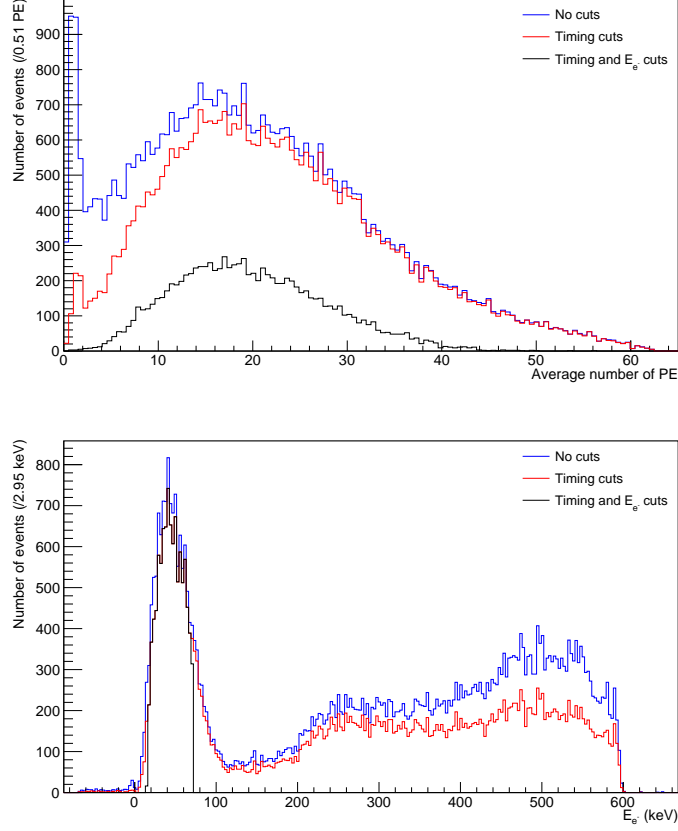 Number of events (/0.51 PE)
900
800
700
600
500
400
300
200
100
0
No cuts
Timing cuts
Timing and E_e- cuts
0 10 20 30 40 50 60
Average number of PE
Number of events (/2.95 keV)
800
700
600
500
400
300
200
100
0
No cuts
Timing cuts
Timing and E_e- cuts
0 100 200 300 400 500 600
E_e- (keV)